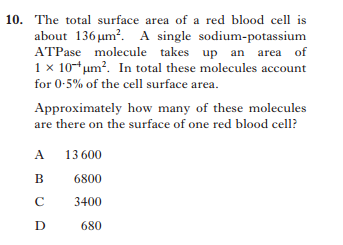 10. The total surface area of a red blood cell is
about 136 μm². A single sodium-potassium
ATPase molecule takes up an area of
1 × 10⁻⁴ μm². In total these molecules account
for 0·5% of the cell surface area.
Approximately how many of these molecules
are there on the surface of one red blood cell?
A 13 600
B 6800
C 3400
D 680